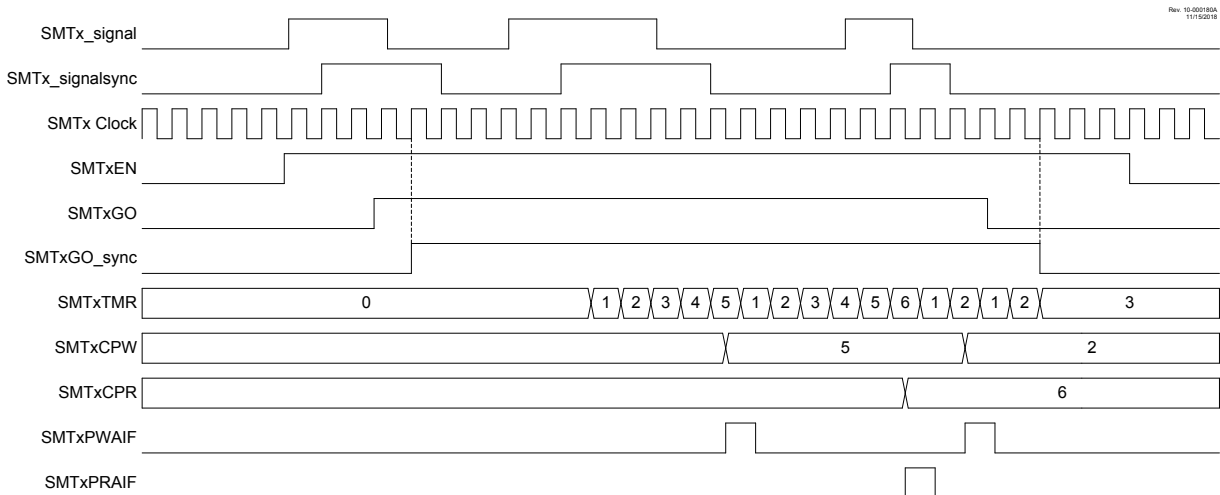 Rev. 10-000180A
11/15/2018
SMTx_signal
SMTx_signalsync
SMTx Clock
SMTxEN
SMTxGO
SMTxGO_sync
SMTxTMR 0 1 2 3 4 5 1 2 3 4 5 6 1 2 1 2 3
SMTxCPW 5 2
SMTxCPR 6
SMTxPWAIF
SMTxPRAIF